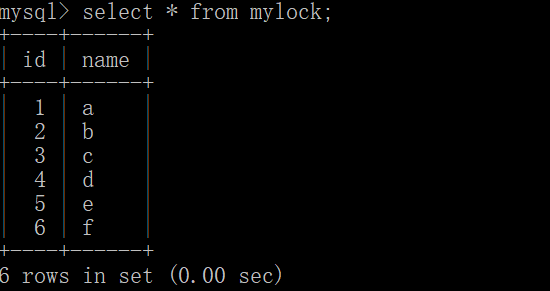 mysql> select * from mylock;
+----+------+
| id | name |
+----+------+
|  1 | a    |
|  2 | b    |
|  3 | c    |
|  4 | d    |
|  5 | e    |
|  6 | f    |
+----+------+
6 rows in set (0.00 sec)